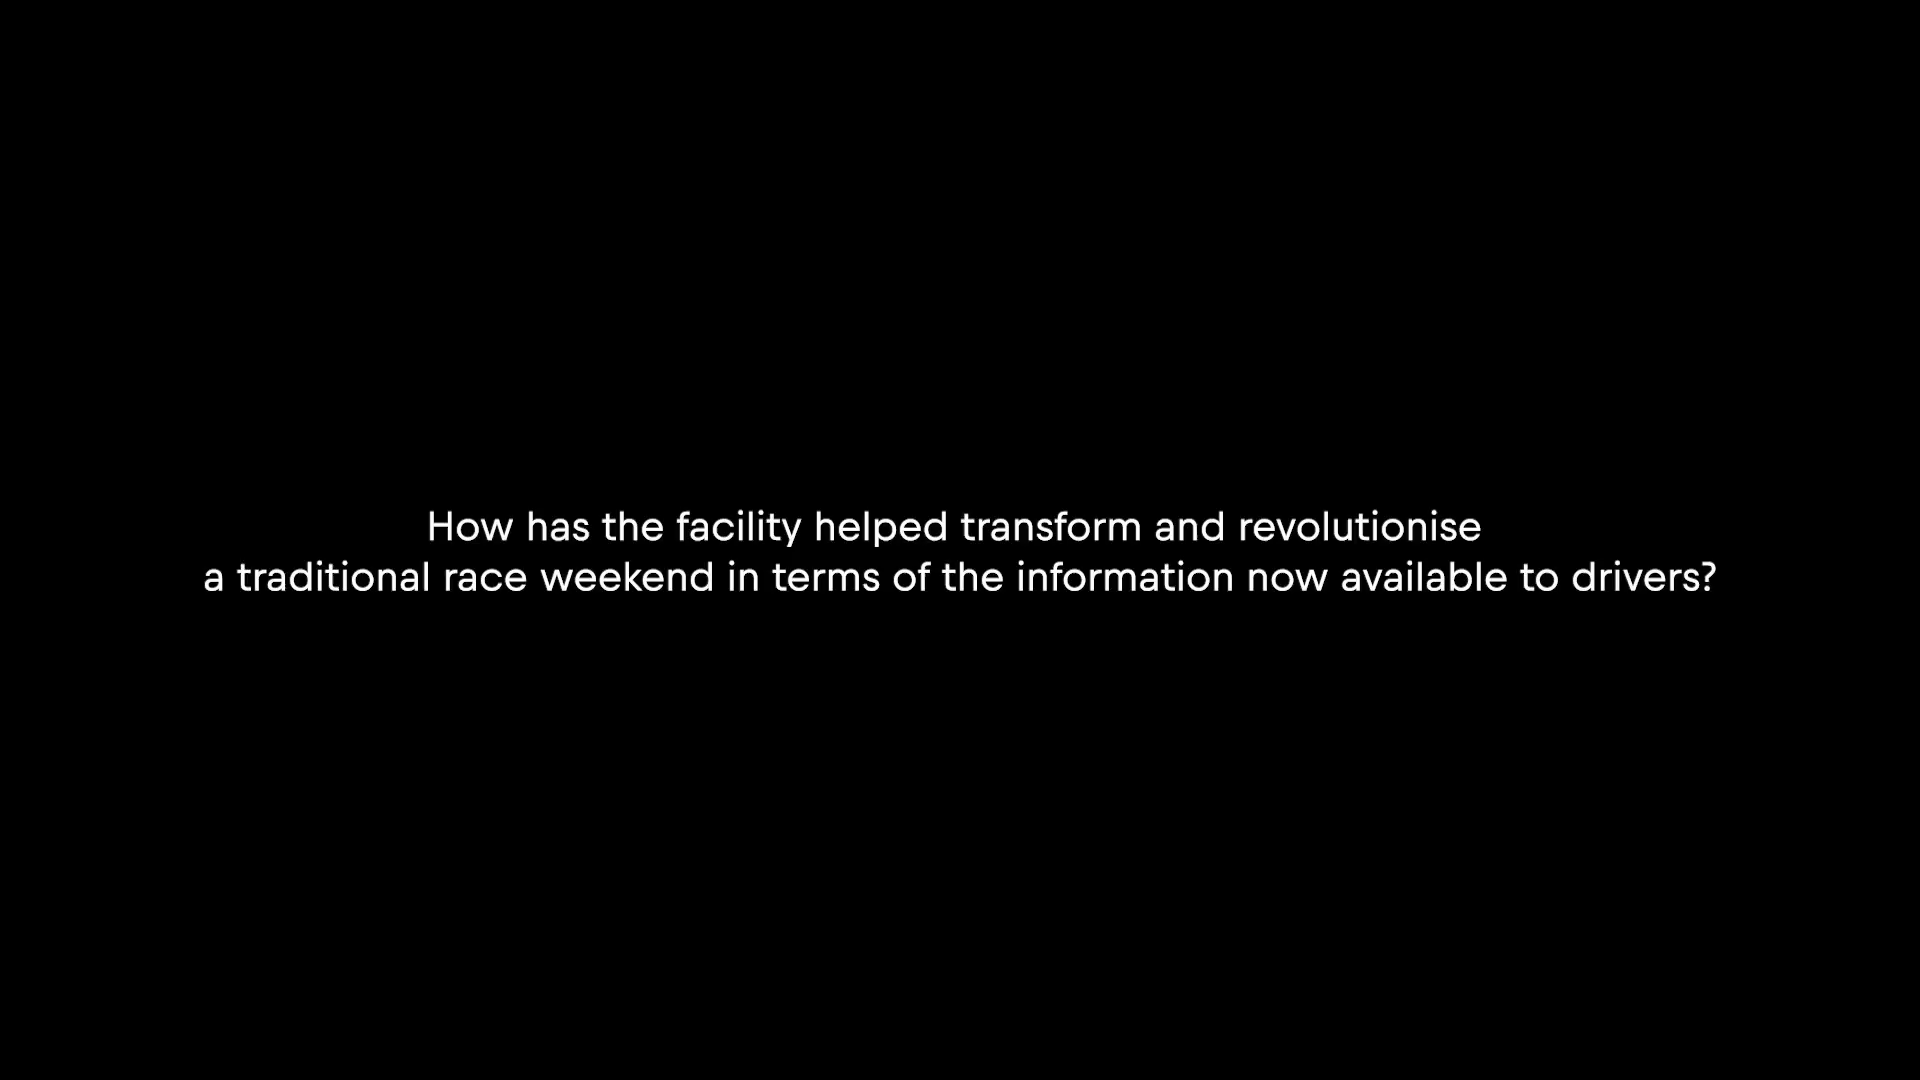 How has the facility helped transform and revolutionise
a traditional race weekend in terms of the information now available to drivers?